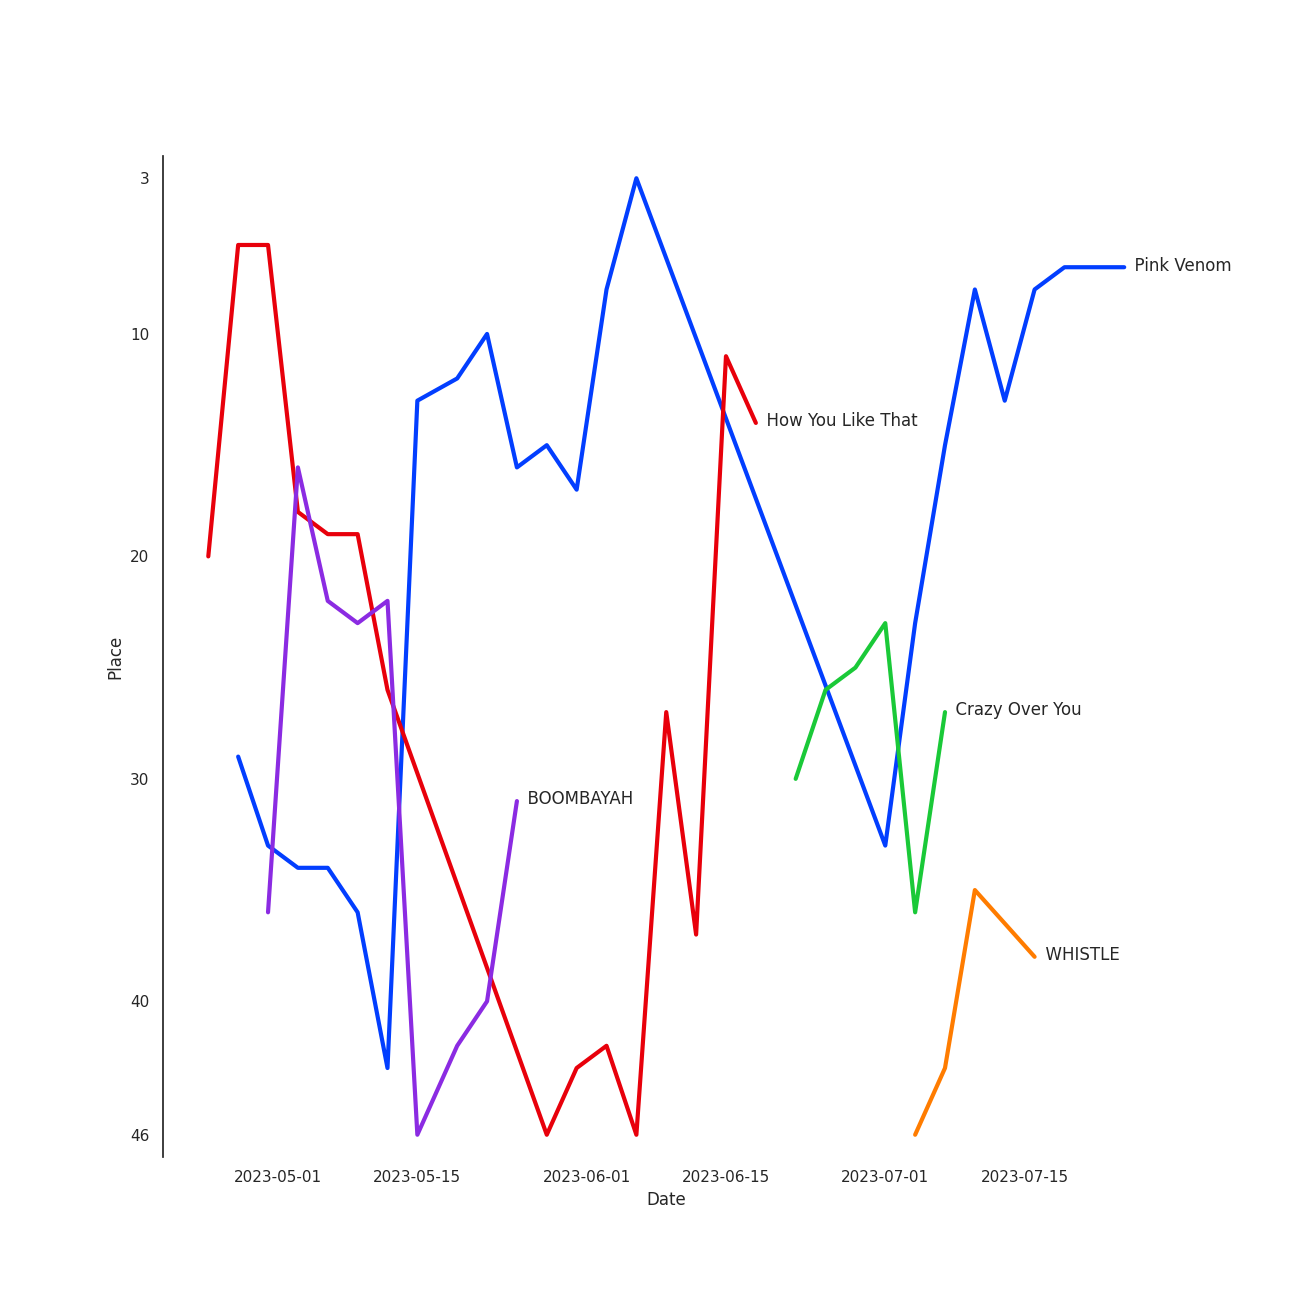 3
10
20
30
40
46
Place
Pink Venom
How You Like That
Crazy Over You
BOOMBAYAH
WHISTLE
2023-05-01 2023-05-15 2023-06-01 2023-06-15 2023-07-01 2023-07-15
Date